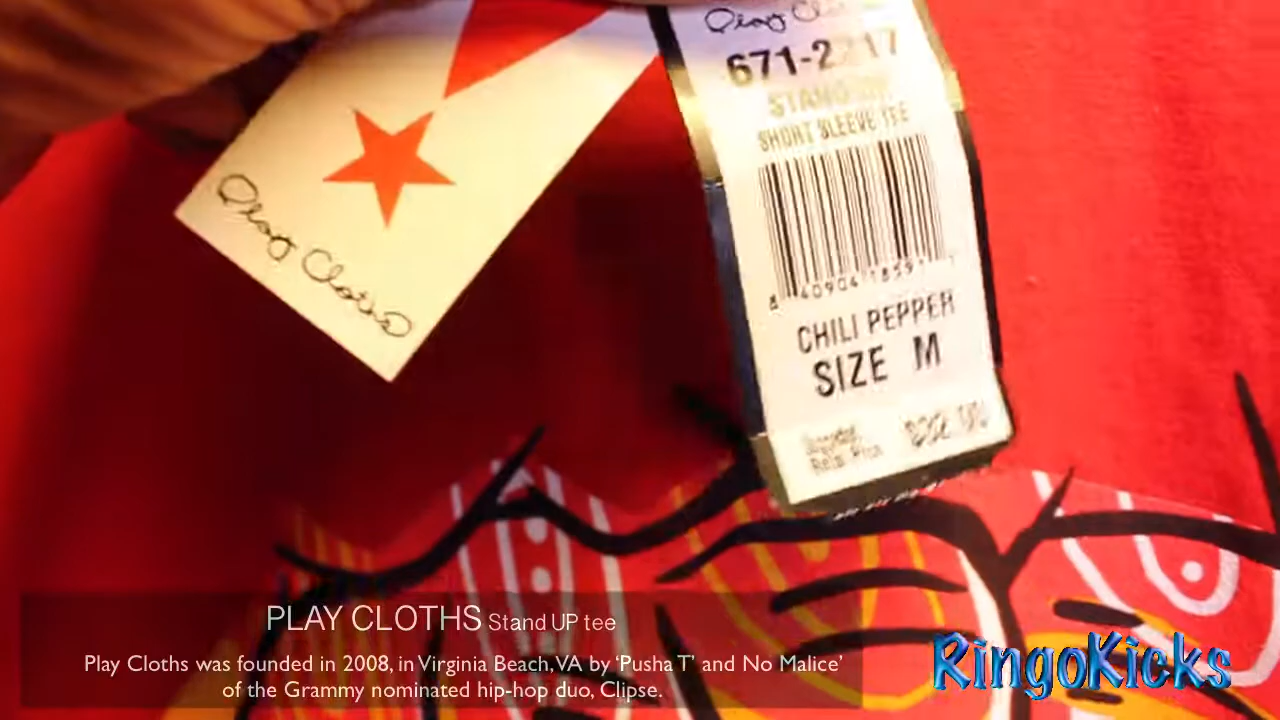 Play Cloths
STAND UP
SHORT SLEEVE TEE
CHILI PEPPER
SIZE M
Play Cloths
PLAY CLOTHS Stand UP tee
Play Cloths was founded in 2008, in Virginia Beach, VA by ‘Pusha T’ and No Malice’
of the Grammy nominated hip-hop duo, Clipse.
RingoKicks